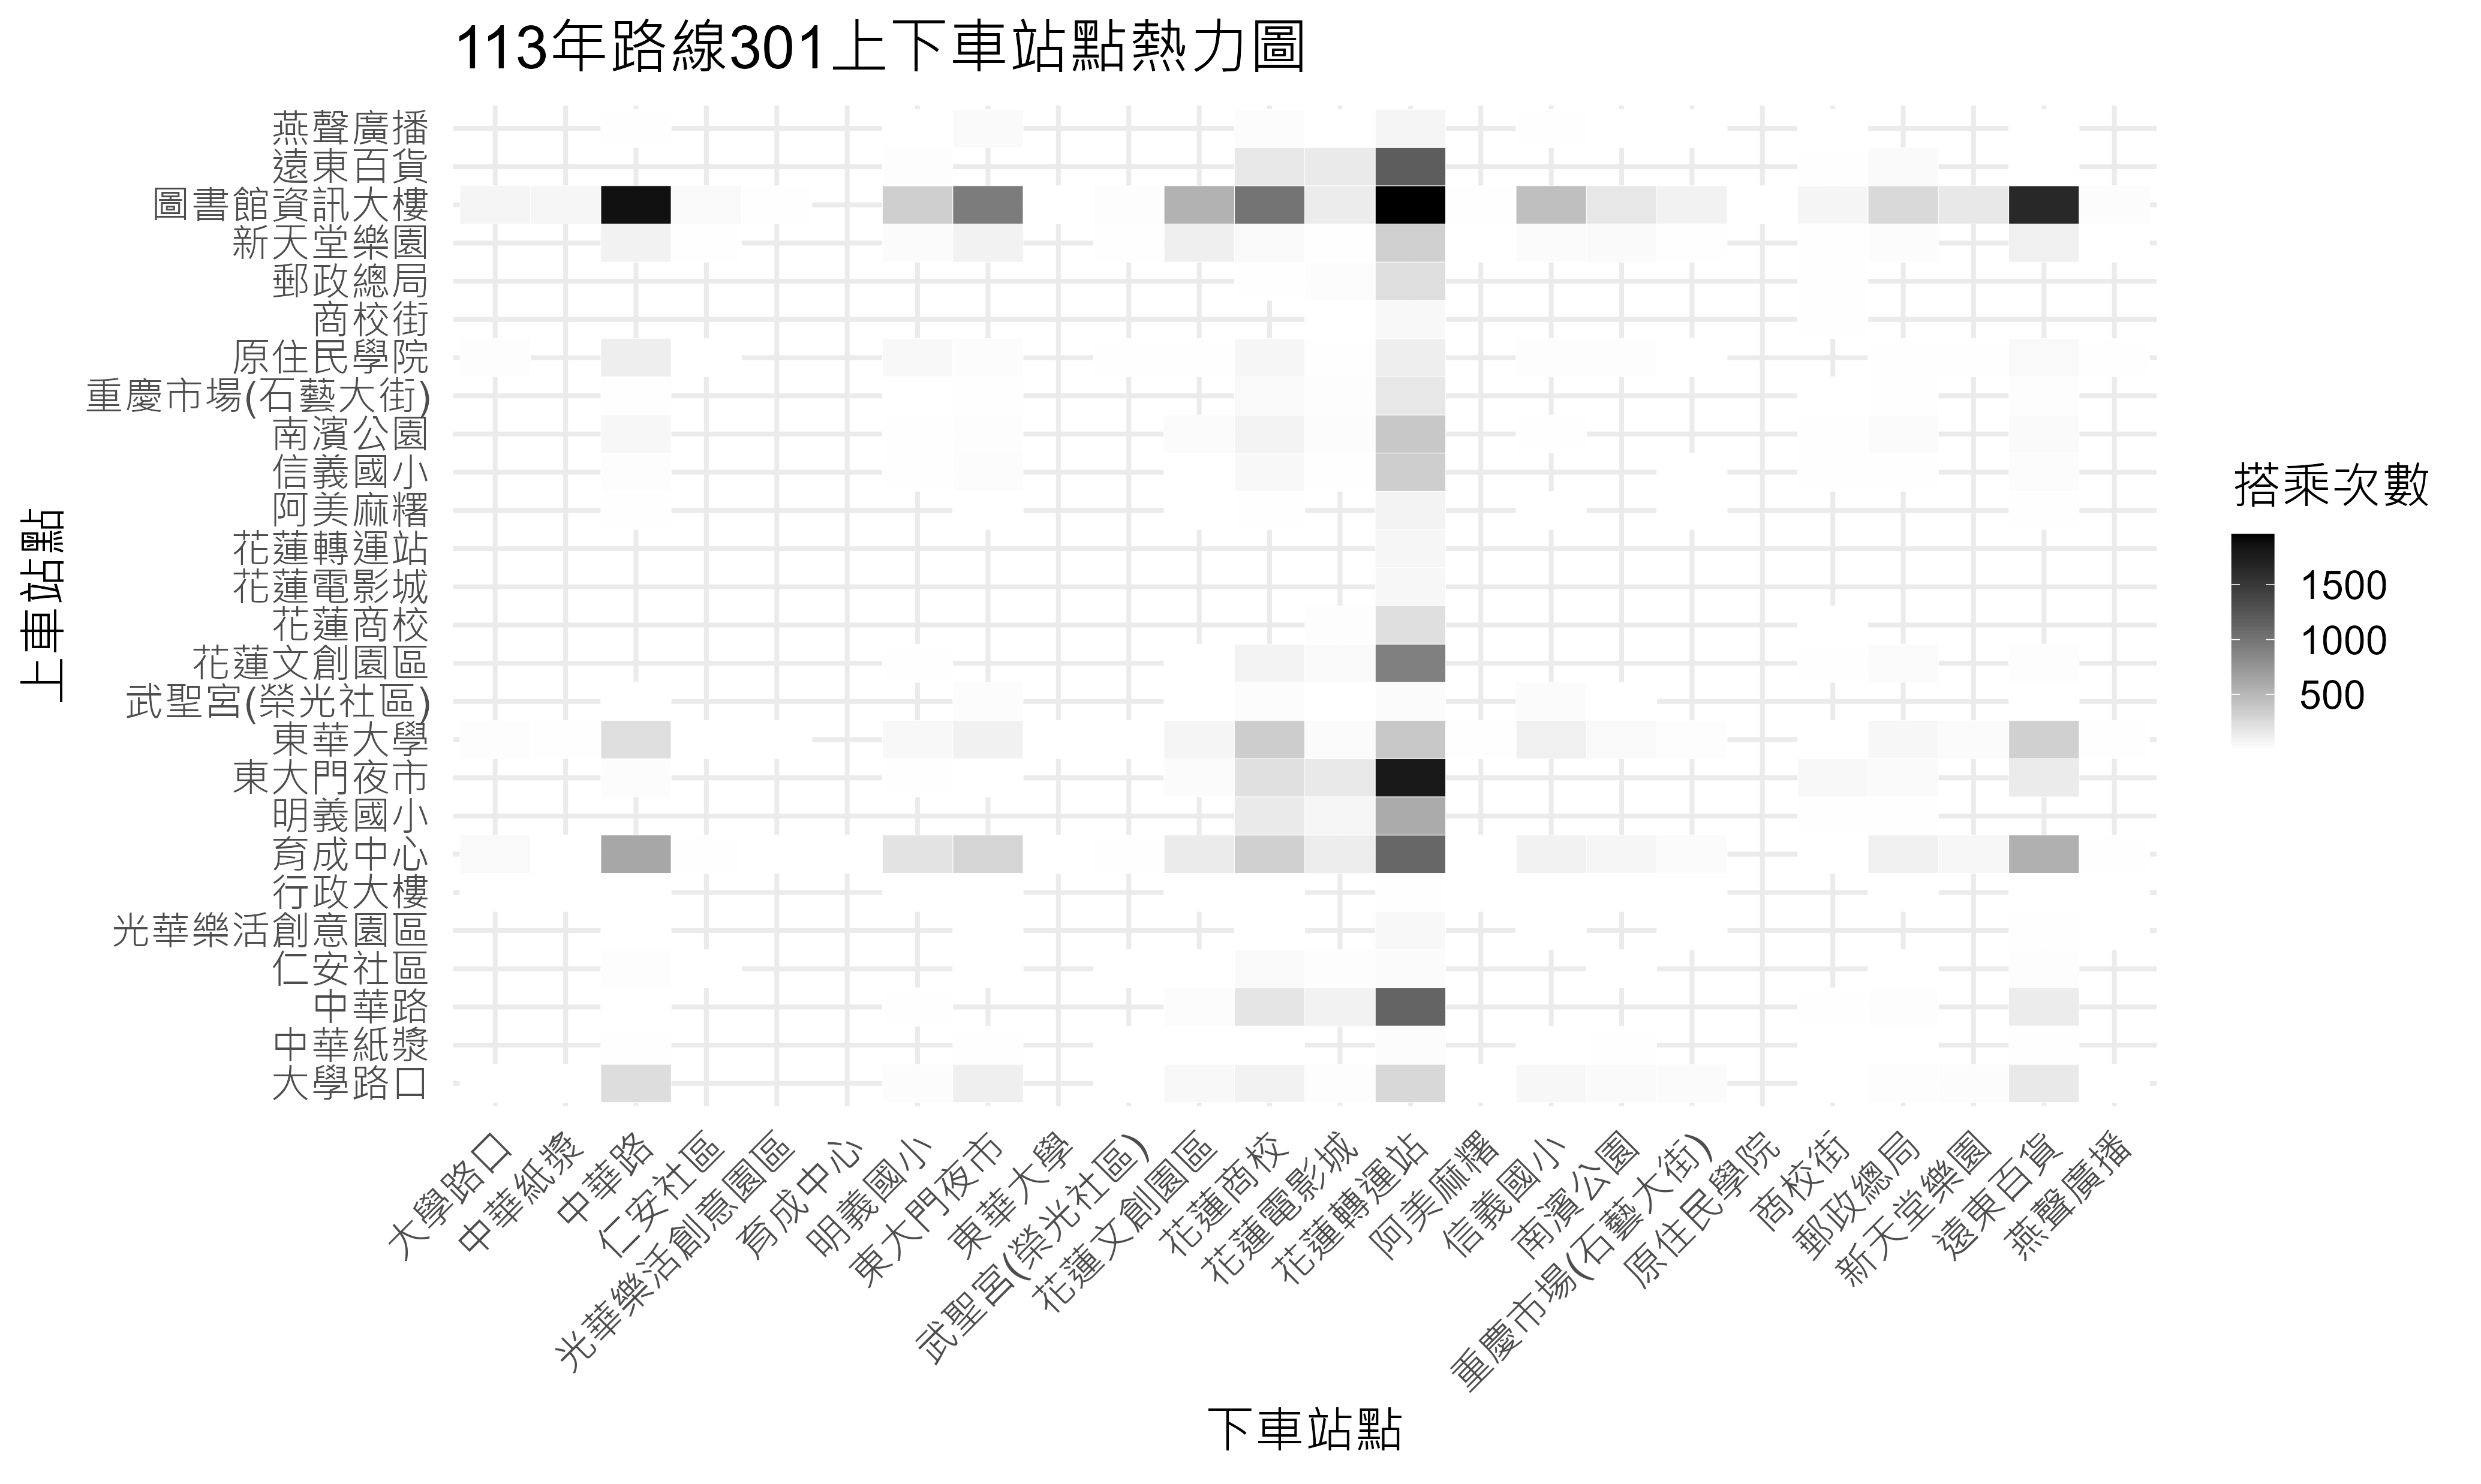 113年路線301上下車站點熱力圖
上車站點
燕聲廣播
遠東百貨
圖書館資訊大樓
新天堂樂園
郵政總局
商校街
原住民學院
重慶市場(石藝大街)
南濱公園
信義國小
阿美麻糬
花蓮轉運站
花蓮電影城
花蓮商校
花蓮文創園區
武聖宮(榮光社區)
東華大學
東大門夜市
明義國小
育成中心
行政大樓
光華樂活創意園區
仁安社區
中華路
中華紙漿
大學路口
大學路口
中華紙漿
中華路
仁安社區
光華樂活創意園區
育成中心
明義國小
東大門夜市
東華大學
武聖宮(榮光社區)
花蓮文創園區
花蓮商校
花蓮電影城
花蓮轉運站
阿美麻糬
信義國小
南濱公園
重慶市場(石藝大街)
原住民學院
商校街
郵政總局
新天堂樂園
遠東百貨
燕聲廣播
下車站點
搭乘次數
1500
1000
500